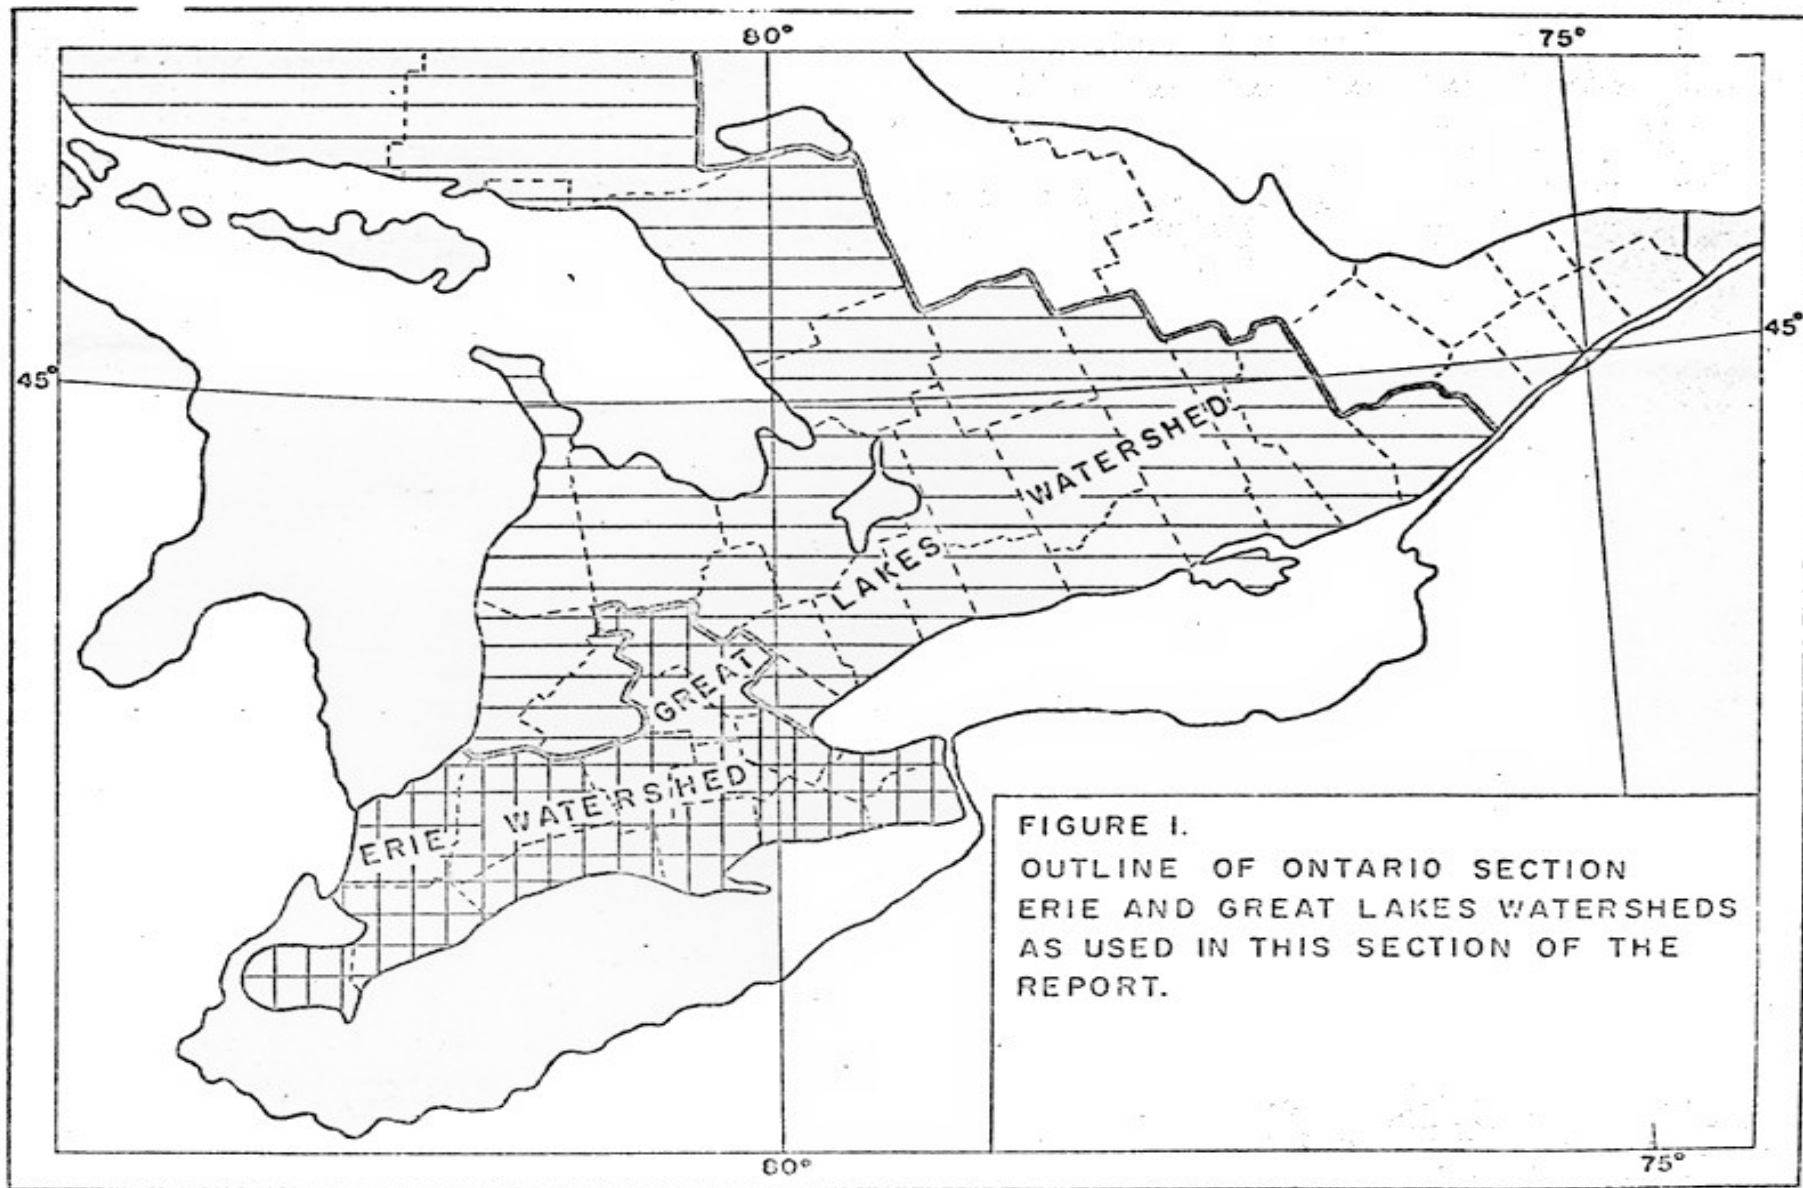 80°
75°
45°
45°
GREAT LAKES WATERSHED
ERIE WATERSHED
FIGURE 1.
OUTLINE OF ONTARIO SECTION
ERIE AND GREAT LAKES WATERSHEDS
AS USED IN THIS SECTION OF THE
REPORT.
80°
75°